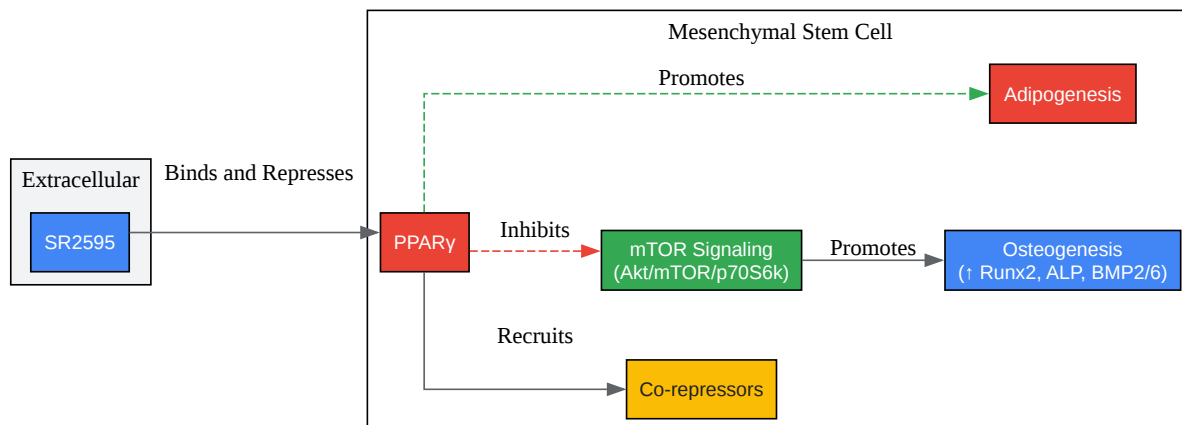 Mesenchymal Stem Cell
Promotes
Adipogenesis
Extracellular
Binds and Represses
SR2595
PPARγ
Inhibits
mTOR Signaling
(Akt/mTOR/p70S6k)
Promotes
Osteogenesis
(↑ Runx2, ALP, BMP2/6)
Recruits
Co-repressors